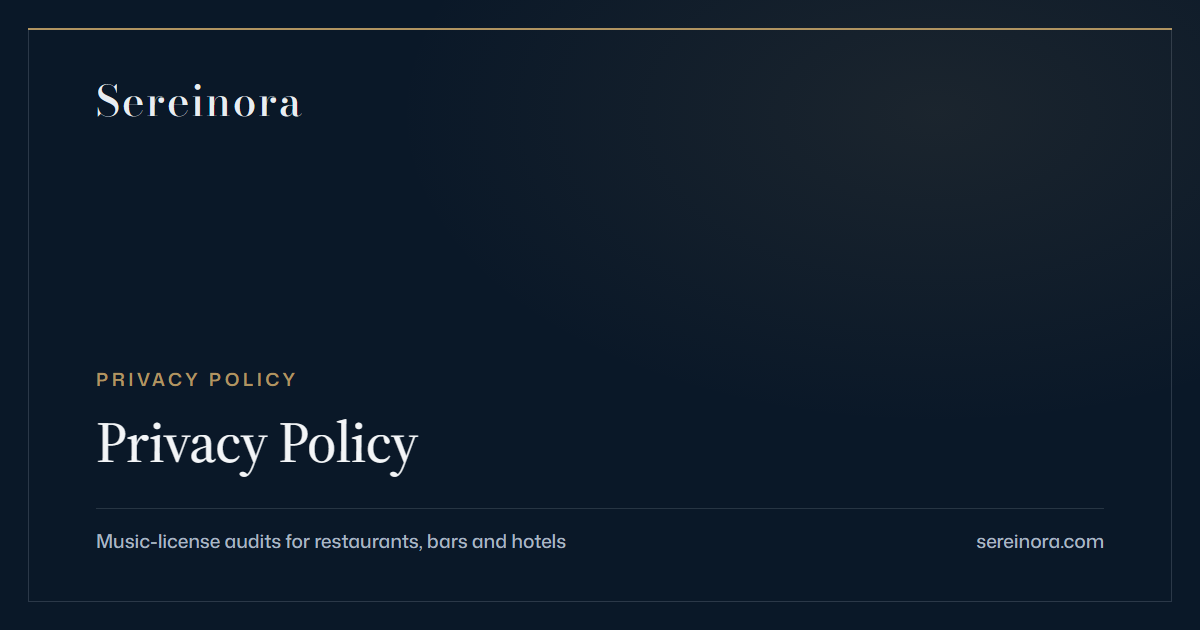 Sereinora
PRIVACY POLICY
Privacy Policy
Music-license audits for restaurants, bars and hotels
sereinora.com